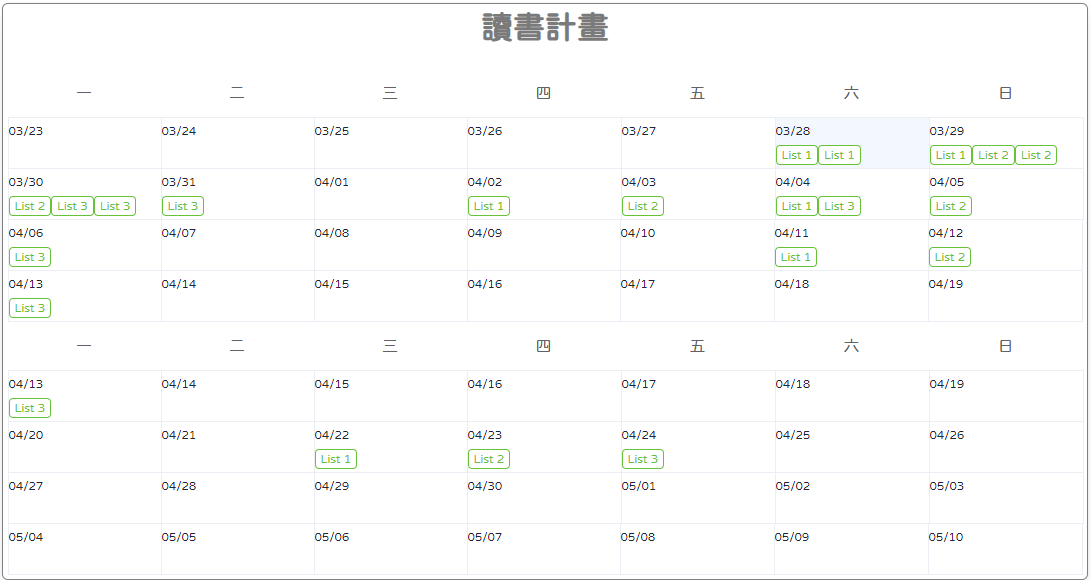 讀書計畫
一 二 三 四 五 六 日
03/23 03/24 03/25 03/26 03/27 03/28 03/29
List 1 List 1 List 1 List 2 List 2
03/30 03/31 04/01 04/02 04/03 04/04 04/05
List 2 List 3 List 3 List 3 List 1 List 2 List 1 List 3 List 2
04/06 04/07 04/08 04/09 04/10 04/11 04/12
List 3 List 1 List 2
04/13 04/14 04/15 04/16 04/17 04/18 04/19
List 3
一 二 三 四 五 六 日
04/13 04/14 04/15 04/16 04/17 04/18 04/19
List 3
04/20 04/21 04/22 04/23 04/24 04/25 04/26
List 1 List 2 List 3
04/27 04/28 04/29 04/30 05/01 05/02 05/03
05/04 05/05 05/06 05/07 05/08 05/09 05/10